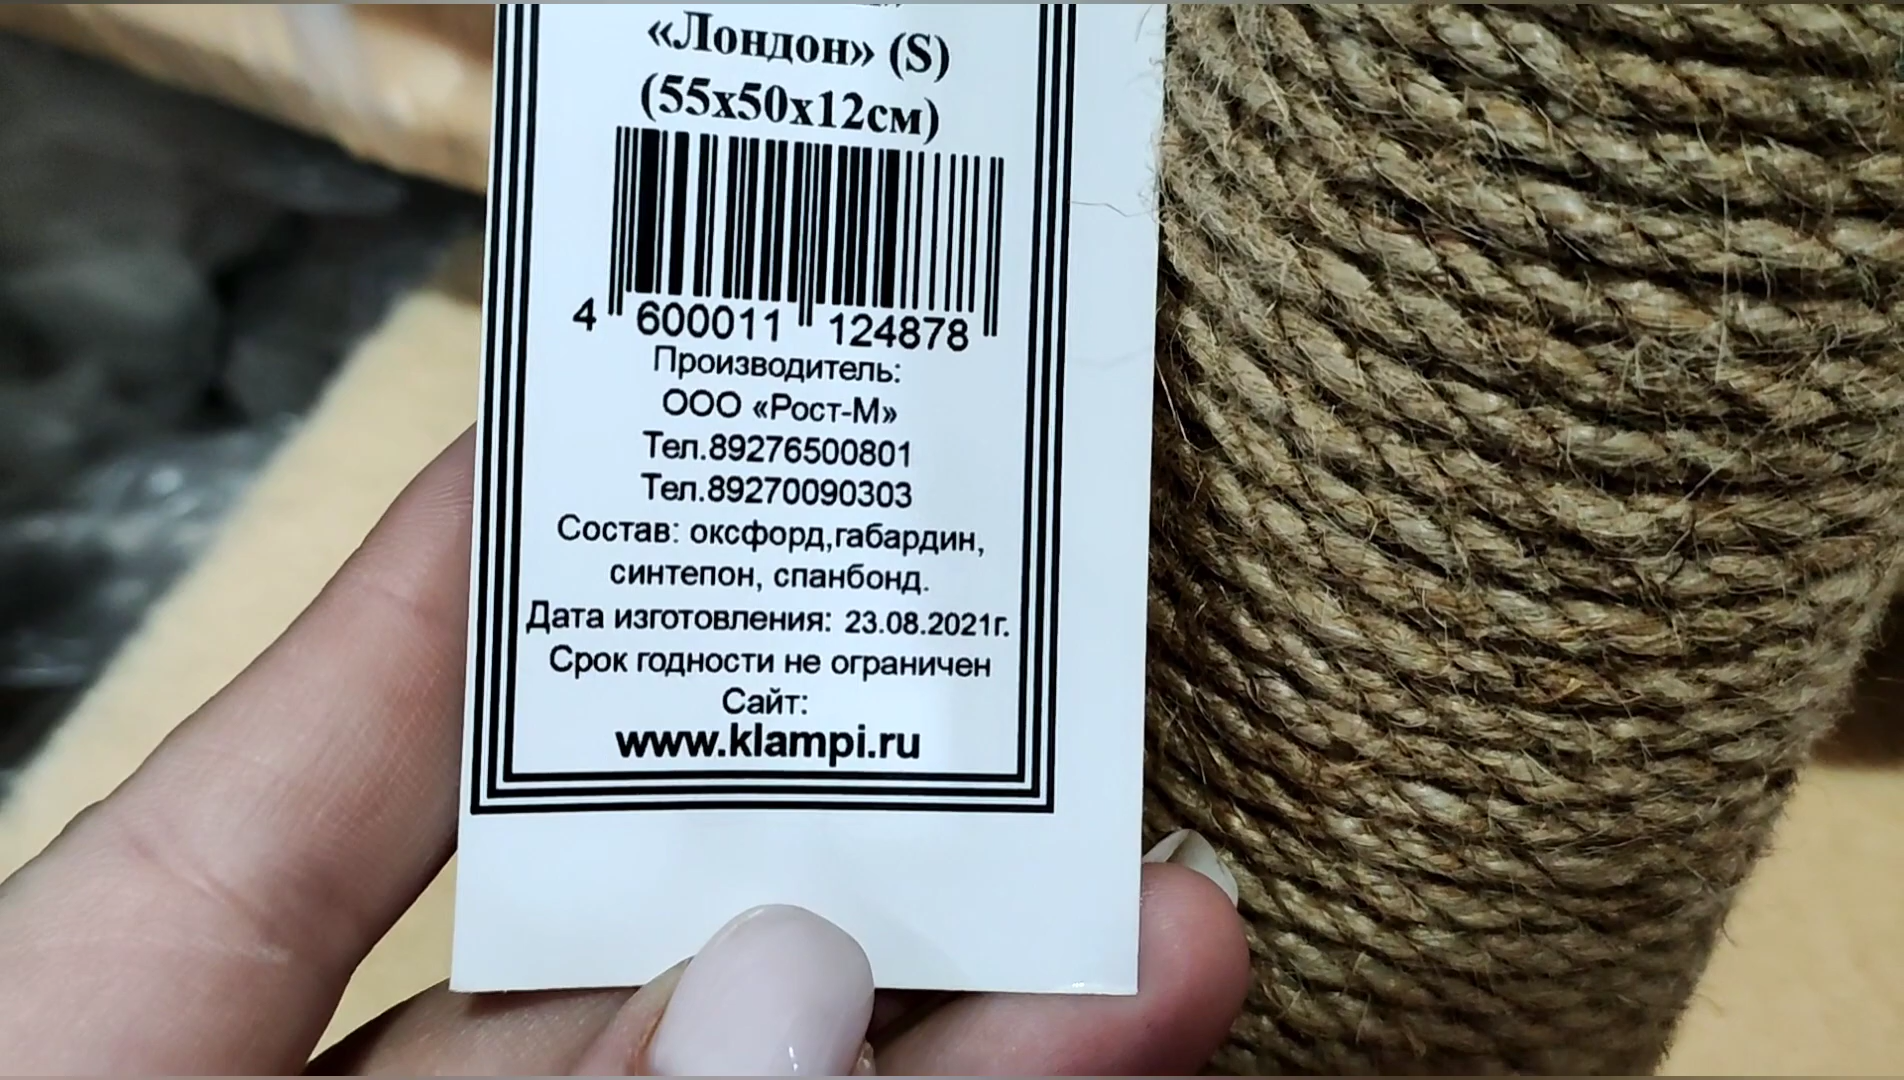 «Лондон» (S)
(55х50х12см)
4 600011 124878
Производитель:
ООО «Рост-М»
Тел.89276500801
Тел.89270090303
Состав: оксфорд,габардин,
синтепон, спанбонд.
Дата изготовления: 23.08.2021г.
Срок годности не ограничен
Сайт:
www.klampi.ru